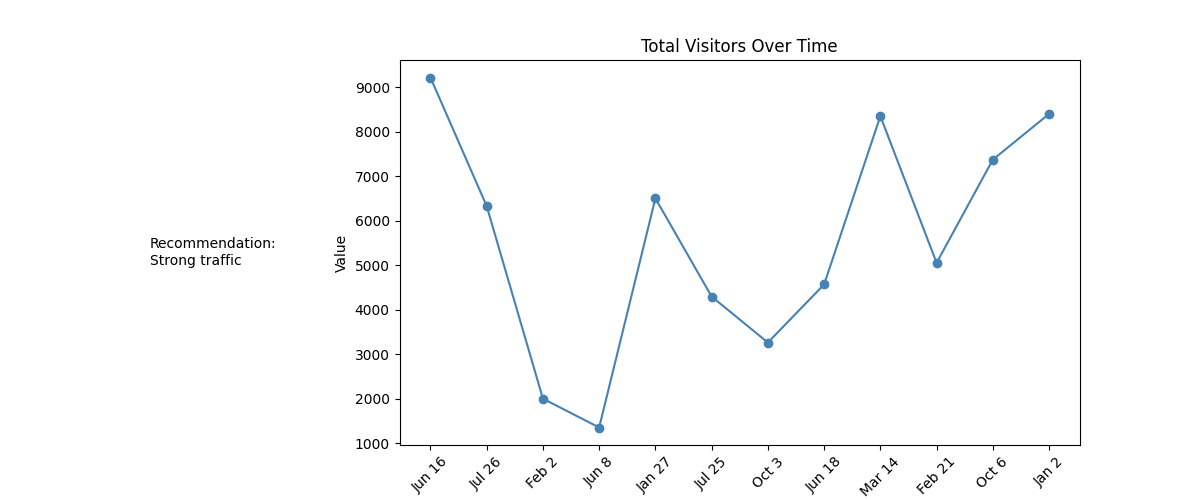 Total Visitors Over Time
Recommendation:
Strong traffic
Value
9000
8000
7000
6000
5000
4000
3000
2000
1000
Jun 16
Jul 26
Feb 2
Jun 8
Jan 27
Jul 25
Oct 3
Jun 18
Mar 14
Feb 21
Oct 6
Jan 2